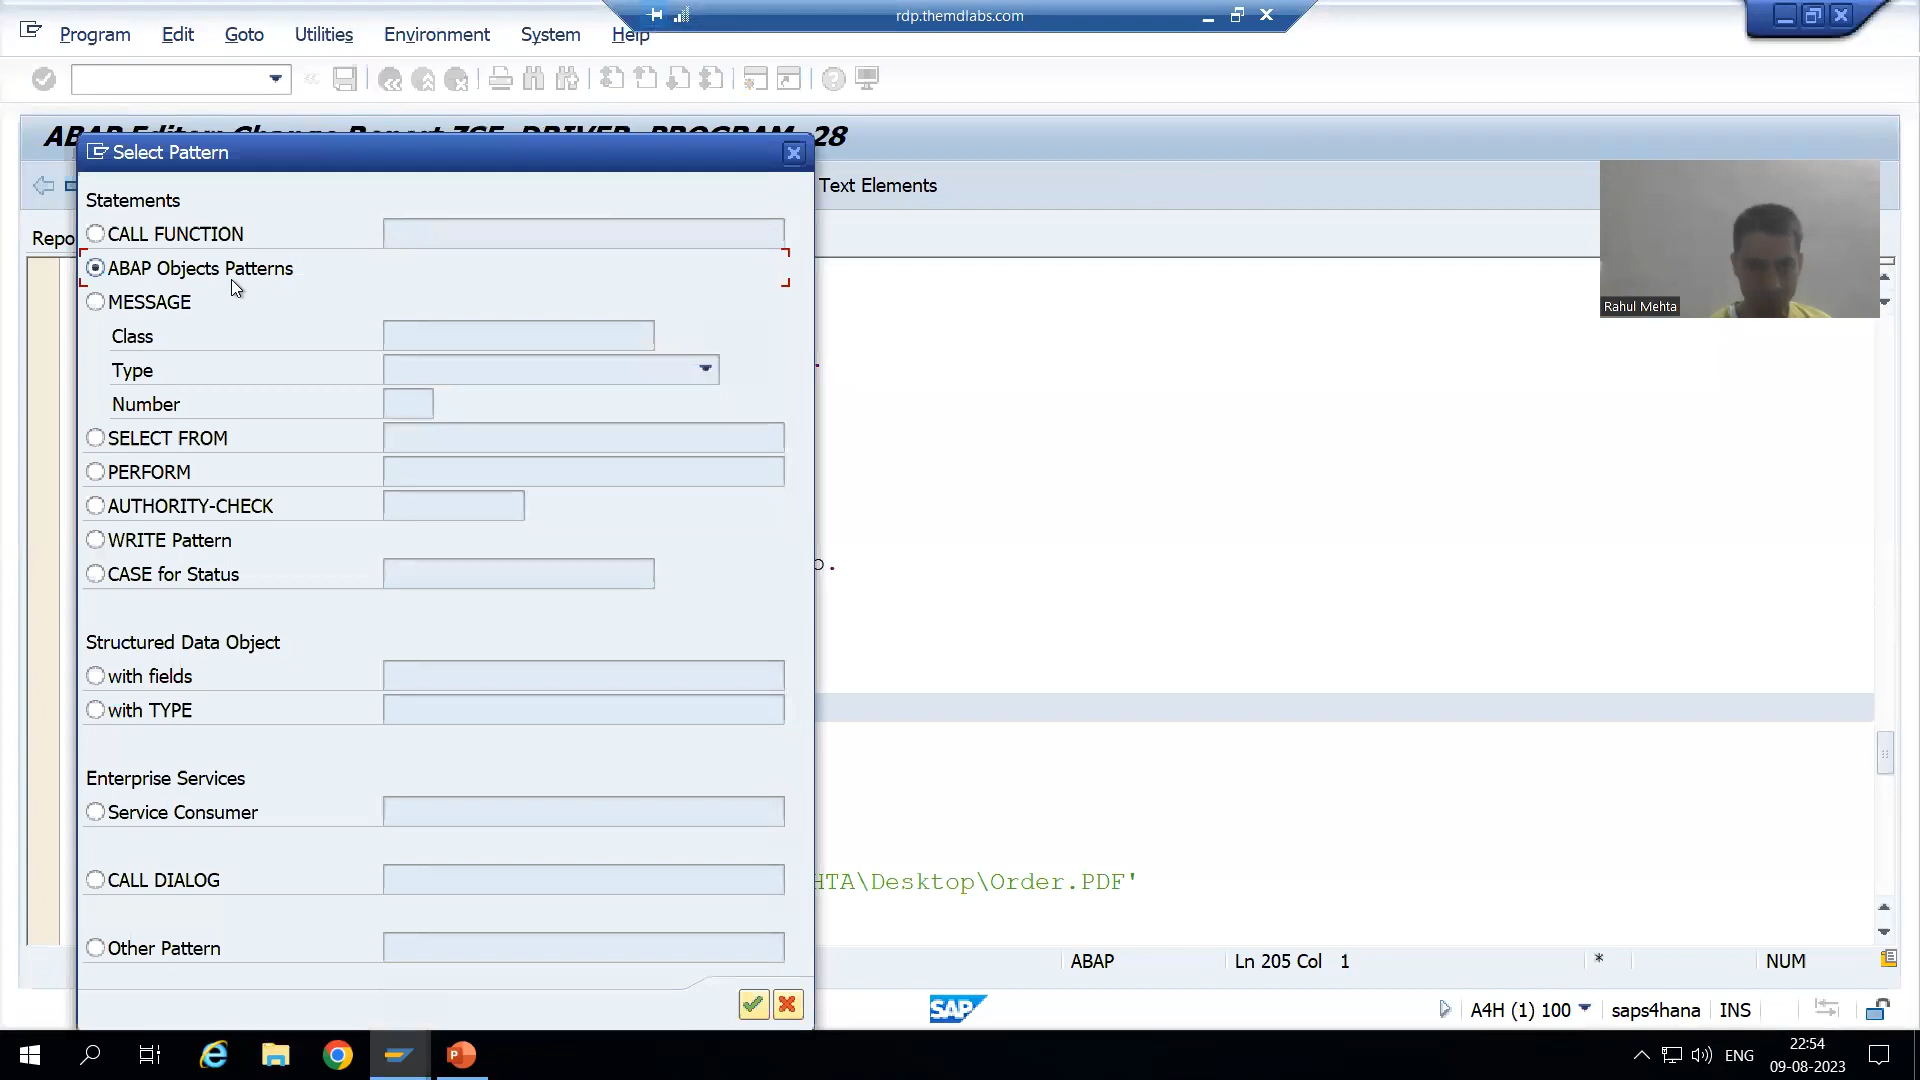 rdp.themdlabs.com
Program Edit Goto Utilities Environment System Help
28
Select Pattern
Text Elements
Statements
Repo
CALL FUNCTION
ABAP Objects Patterns
MESSAGE
Rahul Mehta
Class
Type
Number
SELECT FROM
PERFORM
AUTHORITY-CHECK
WRITE Pattern
o.
CASE for Status
Structured Data Object
with fields
with TYPE
Enterprise Services
Service Consumer
CALL DIALOG
HTA\Desktop\Order.PDF'
Other Pattern
ABAP Ln 205 Col 1 * NUM
SAP
A4H (1) 100 saps4hana INS
ENG
22:54
09-08-2023